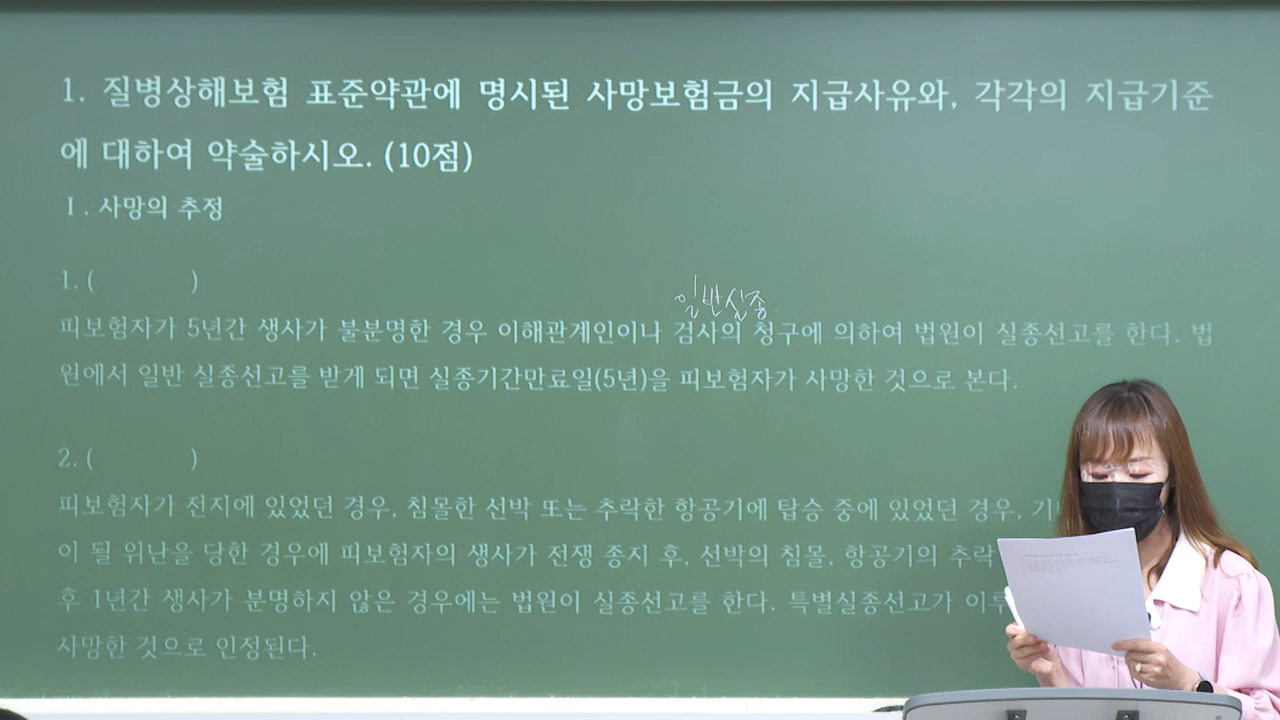 1. 질병상해보험 표준약관에 명시된 사망보험금의 지급사유와, 각각의 지급기준
에 대하여 약술하시오. (10점)
Ⅰ. 사망의 추정
1. ( )
일반실종
피보험자가 5년간 생사가 불분명한 경우 이해관계인이나 검사의 청구에 의하여 법원이 실종선고를 한다. 법
원에서 일반 실종선고를 받게 되면 실종기간만료일(5년)을 피보험자가 사망한 것으로 본다.
2. ( )
피보험자가 전지에 있었던 경우, 침몰한 선박 또는 추락한 항공기에 탑승 중에 있었던 경우, 기
이 될 위난을 당한 경우에 피보험자의 생사가 전쟁 종지 후, 선박의 침몰, 항공기의 추락
후 1년간 생사가 분명하지 않은 경우에는 법원이 실종선고를 한다. 특별실종선고가 이루
사망한 것으로 인정된다.